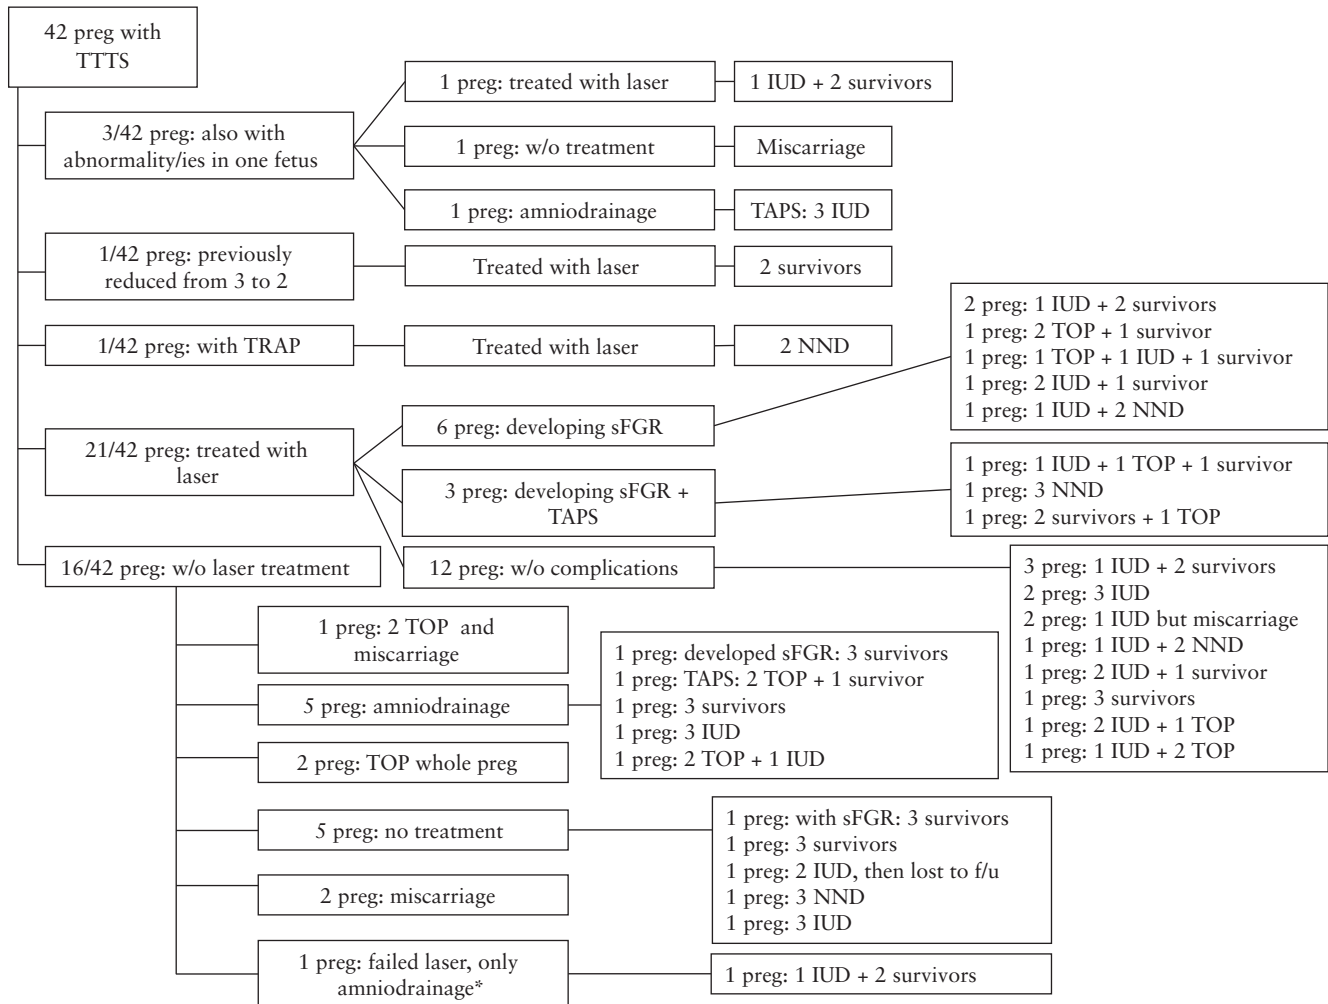 42 preg with
TTTS
3/42 preg: also with
abnormality/ies in one fetus
1 preg: treated with laser
1 IUD + 2 survivors
1 preg: w/o treatment
Miscarriage
1 preg: amniodrainage
TAPS: 3 IUD
1/42 preg: previously
reduced from 3 to 2
Treated with laser
2 survivors
1/42 preg: with TRAP
Treated with laser
2 NND
21/42 preg: treated with
laser
6 preg: developing sFGR
2 preg: 1 IUD + 2 survivors
1 preg: 2 TOP + 1 survivor
1 preg: 1 TOP + 1 IUD + 1 survivor
1 preg: 2 IUD + 1 survivor
1 preg: 1 IUD + 2 NND
3 preg: developing sFGR +
TAPS
1 preg: 1 IUD + 1 TOP + 1 survivor
1 preg: 3 NND
1 preg: 2 survivors + 1 TOP
12 preg: w/o complications
3 preg: 1 IUD + 2 survivors
2 preg: 3 IUD
2 preg: 1 IUD but miscarriage
1 preg: 1 IUD + 2 NND
1 preg: 2 IUD + 1 survivor
1 preg: 3 survivors
1 preg: 2 IUD + 1 TOP
1 preg: 1 IUD + 2 TOP
16/42 preg: w/o laser treatment
1 preg: 2 TOP and
miscarriage
5 preg: amniodrainage
1 preg: developed sFGR: 3 survivors
1 preg: TAPS: 2 TOP + 1 survivor
1 preg: 3 survivors
1 preg: 3 IUD
1 preg: 2 TOP + 1 IUD
2 preg: TOP whole preg
5 preg: no treatment
1 preg: with sFGR: 3 survivors
1 preg: 3 survivors
1 preg: 2 IUD, then lost to f/u
1 preg: 3 NND
1 preg: 3 IUD
2 preg: miscarriage
1 preg: failed laser, only
amniodrainage*
1 preg: 1 IUD + 2 survivors